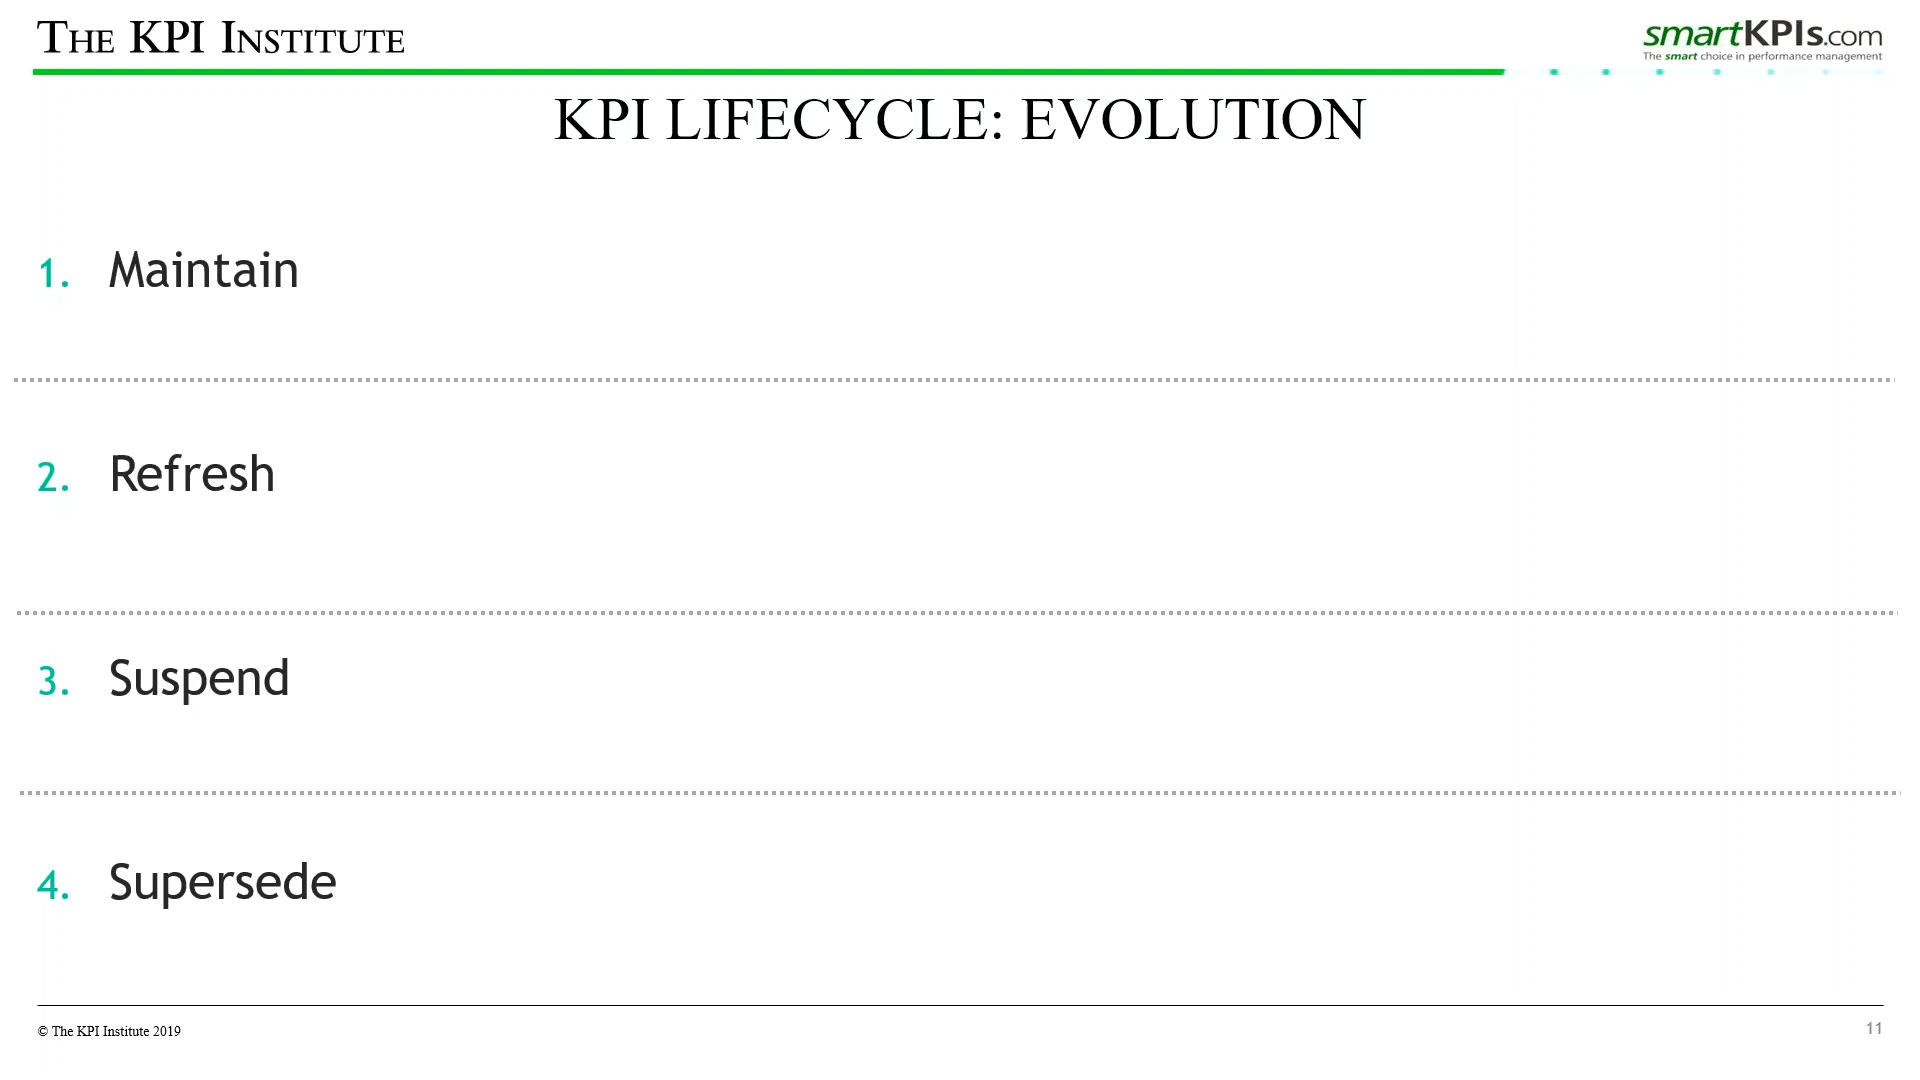 THE KPI INSTITUTE
smartKPIs.com
The smart choice in performance management
KPI LIFECYCLE: EVOLUTION
1. Maintain
2. Refresh
3. Suspend
4. Supersede
© The KPI Institute 2019
11